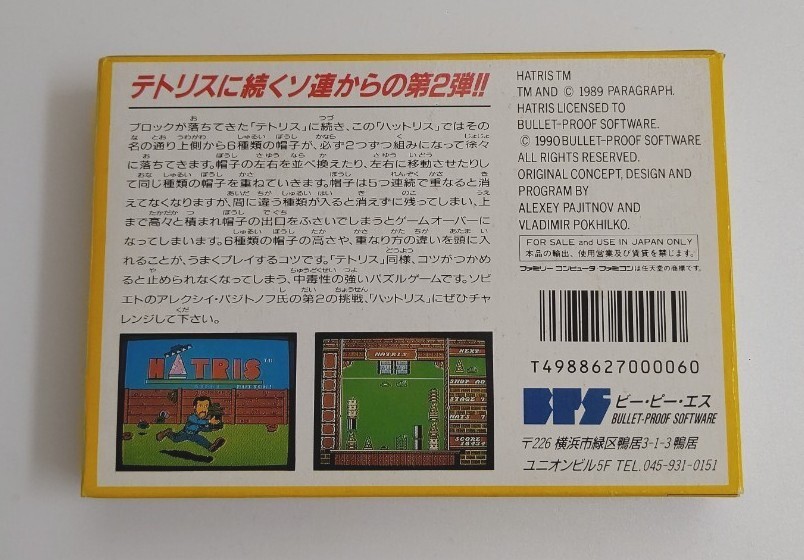 テトリスに続くソ連からの第2弾!!
ブロックが落ちてきた「テトリス」に続き、この「ハットリス」ではその
名の通り上側から6種類の帽子が、必ず2つずつ組みになって徐々
に落ちてきます。帽子の左右を並べ換えたり、左右に移動させたりし
て同じ種類の帽子を重ねていきます。帽子は5つ連続で重なると消
えてなくなりますが、間に違う種類が入ると消えずに残ってしまい、上
まで高々と積まれ帽子の出口をふさいでしまうとゲームオーバーに
なってしまいます。6種類の帽子の高さや、重なり方の違いを頭に入
れることが、うまくプレイするコツです。「テトリス」同様、コツがつかめ
ると止められなくなってしまう、中毒性の強いパズルゲームです。ソビ
エトのアレクシイ・パジトノフ氏の第2の挑戦、「ハットリス」にぜひチャ
レンジして下さい。
HATRIS
HATRIS
NEXT
STAGE
HATS
SCORE
HATRIS TM
TM AND © 1989 PARAGRAPH.
HATRIS LICENSED TO
BULLET-PROOF SOFTWARE.
© 1990 BULLET-PROOF SOFTWARE
ALL RIGHTS RESERVED.
ORIGINAL CONCEPT, DESIGN AND
PROGRAM BY
ALEXEY PAJITNOV AND
VLADIMIR POKHILKO.
FOR SALE and USE IN JAPAN ONLY
本品の輸出、使用営業及び賃貸を禁じます。
ファミリーコンピュータ・ファミコンは任天堂の商標です。
T4988627000060
BPS ビー・ピー・エス
BULLET-PROOF SOFTWARE
〒226 横浜市緑区鴨居3-1-3鴨居
ユニオンビル5F TEL.045-931-0151